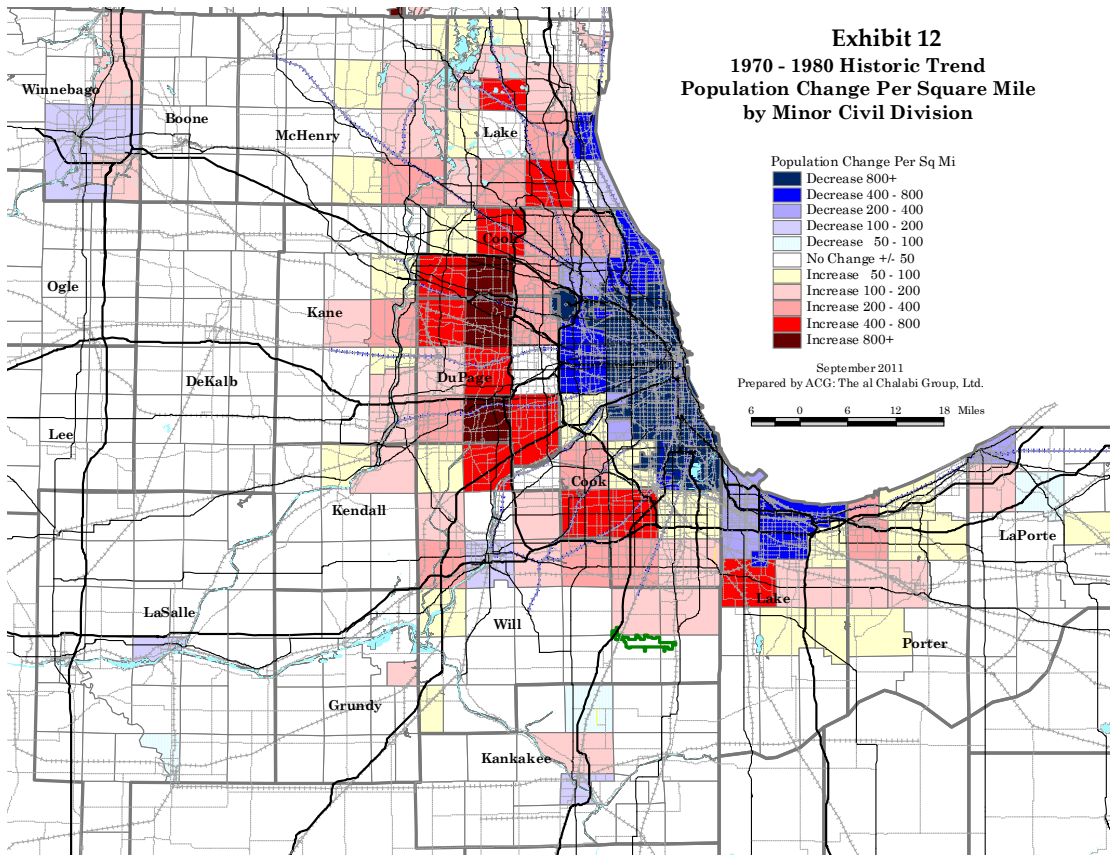 Exhibit 12
1970 - 1980 Historic Trend
Population Change Per Square Mile
by Minor Civil Division
Population Change Per Sq Mi
Decrease 800+
Decrease 400 - 800
Decrease 200 - 400
Decrease 100 - 200
Decrease 50 - 100
No Change +/- 50
Increase 50 - 100
Increase 100 - 200
Increase 200 - 400
Increase 400 - 800
Increase 800+
September 2011
Prepared by ACG: The al Chalabi Group, Ltd.
6 0 6 12 18 Miles
Winnebago
Boone
McHenry
Lake
Cook
Ogle
Kane
DeKalb
DuPage
Lee
Cook
Kendall
LaPorte
LaSalle
Will
Lake
Porter
Grundy
Kankakee